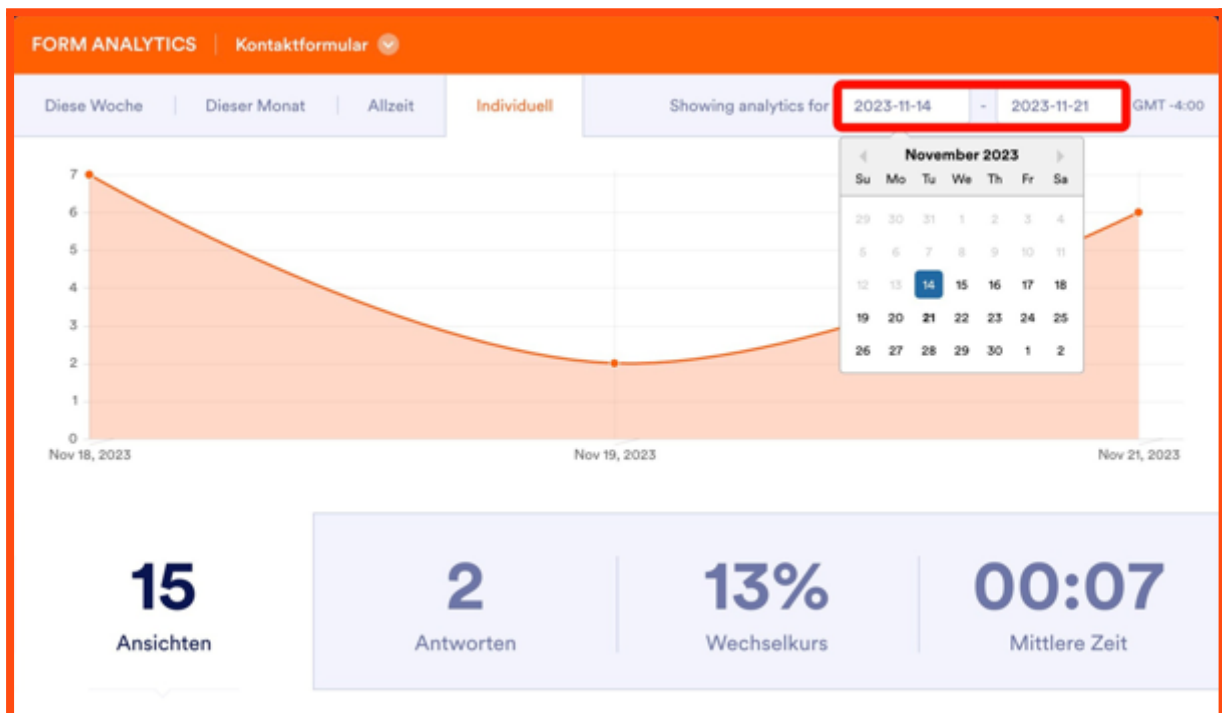 FORM ANALYTICS | Kontaktformular
Diese Woche | Dieser Monat | Allzeit Individuell Showing analytics for 2023-11-14 - 2023-11-21 GMT -4:00
November 2023
Su Mo Tu We Th Fr Sa
29 30 31 1 2 3 4
5 6 7 8 9 10 11
12 13 14 15 16 17 18
19 20 21 22 23 24 25
26 27 28 29 30 1 2
7
6
5
4
3
2
1
0
Nov 18, 2023 Nov 19, 2023 Nov 21, 2023
15 2 13% 00:07
Ansichten Antworten Wechselkurs Mittlere Zeit